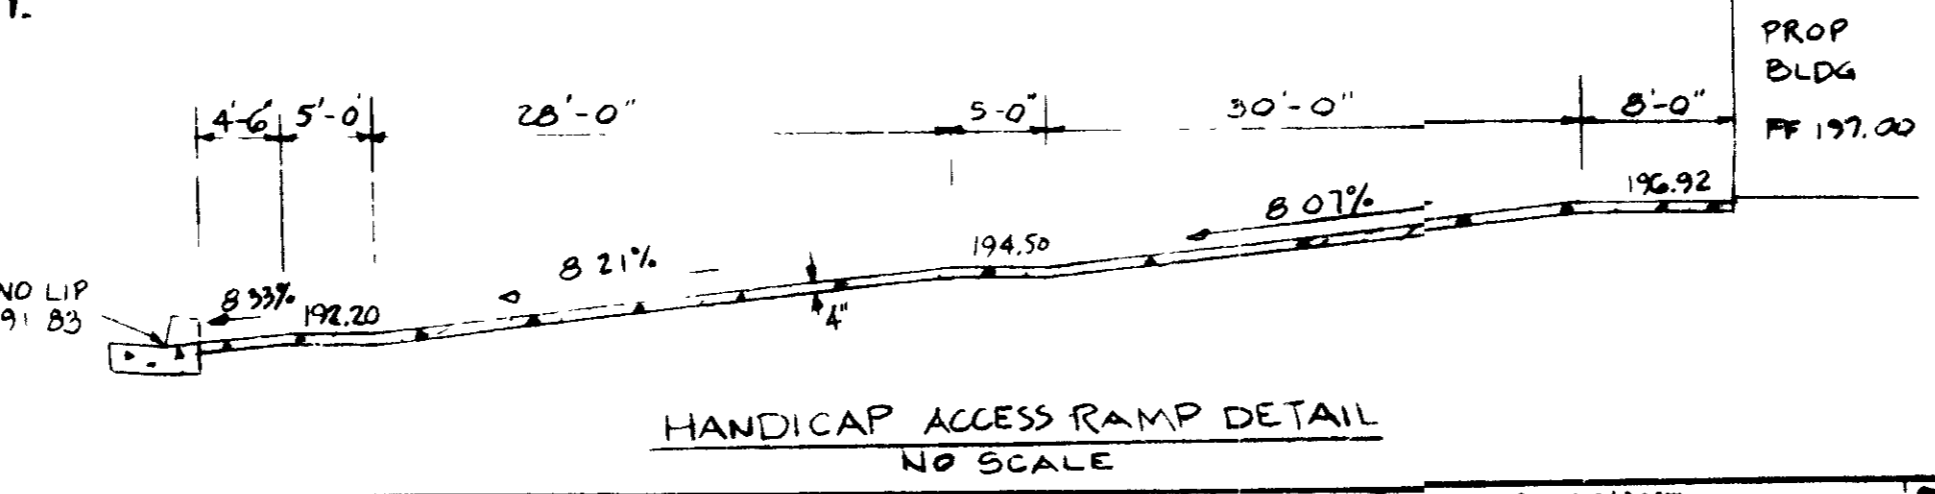 PROP
BLDG
FF 197.00
4'-6" 5'-0" 28'-0" 5-0" 30'-0" 8'-0"
196.92
8 07%
194.50
8 21%
4"
NO LIP
91 83
8 33%
192.20
HANDICAP ACCESS RAMP DETAIL
NO SCALE